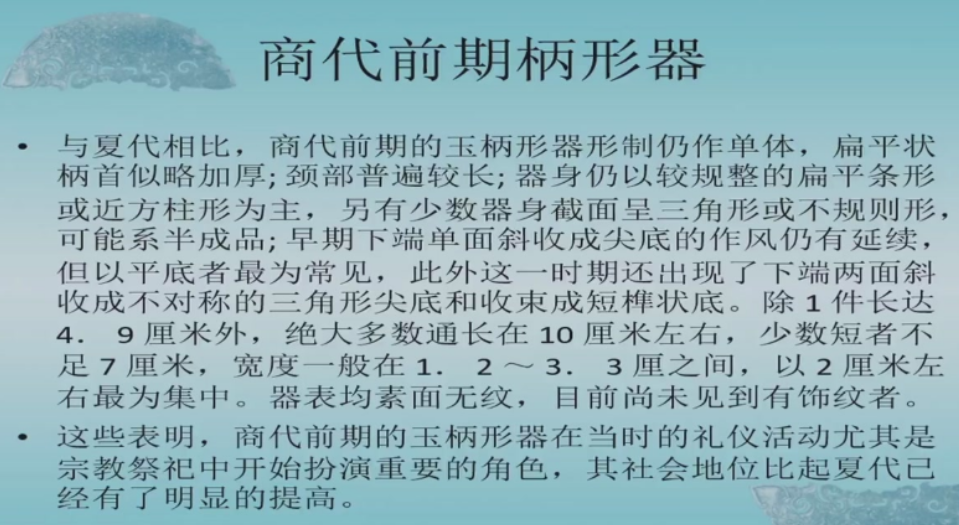 商代前期柄形器
• 与夏代相比，商代前期的玉柄形器形制仍作单体，扁平状
柄首似略加厚;颈部普遍较长;器身仍以较规整的扁平条形
或近方柱形为主，另有少数器身截面呈三角形或不规则形，
可能系半成品;早期下端单面斜收成尖底的作风仍有延续，
但以平底者最为常见，此外这一时期还出现了下端两面斜
收成不对称的三角形尖底和收束成短榫状底。除1件长达
4．9厘米外，绝大多数通长在10厘米左右，少数短者不
足7厘米，宽度一般在1．2～3．3厘之间，以2厘米左
右最为集中。器表均素面无纹，目前尚未见到有饰纹者。
• 这些表明，商代前期的玉柄形器在当时的礼仪活动尤其是
宗教祭祀中开始扮演重要的角色，其社会地位比起夏代已
经有了明显的提高。